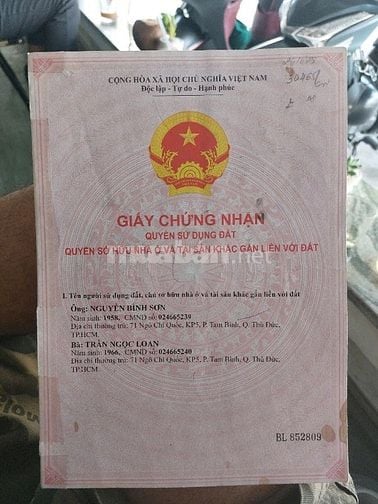 CỘNG HÒA XÃ HỘI CHỦ NGHĨA VIỆT NAM
Độc lập - Tự do - Hạnh phúc
GIẤY CHỨNG NHẬN
QUYỀN SỬ DỤNG ĐẤT
QUYỀN SỞ HỮU NHÀ Ở VÀ TÀI SẢN KHÁC GẮN LIỀN VỚI ĐẤT
I. Tên người sử dụng đất, chủ sở hữu nhà ở và tài sản khác gắn liền với đất
Ông: NGUYỄN BÌNH SƠN
Năm sinh: 1958, CMND số: 024665239
Địa chỉ thường trú: 71 Ngô Chí Quốc, KP5, P. Tam Bình, Q. Thủ Đức,
TP.HCM
Bà: TRẦN NGỌC LOAN
Năm sinh: 1966, CMND số: 024665240
Địa chỉ thường trú: 71 Ngô Chí Quốc, KP5, P. Tam Bình, Q. Thủ Đức,
TP.HCM
BL 852809